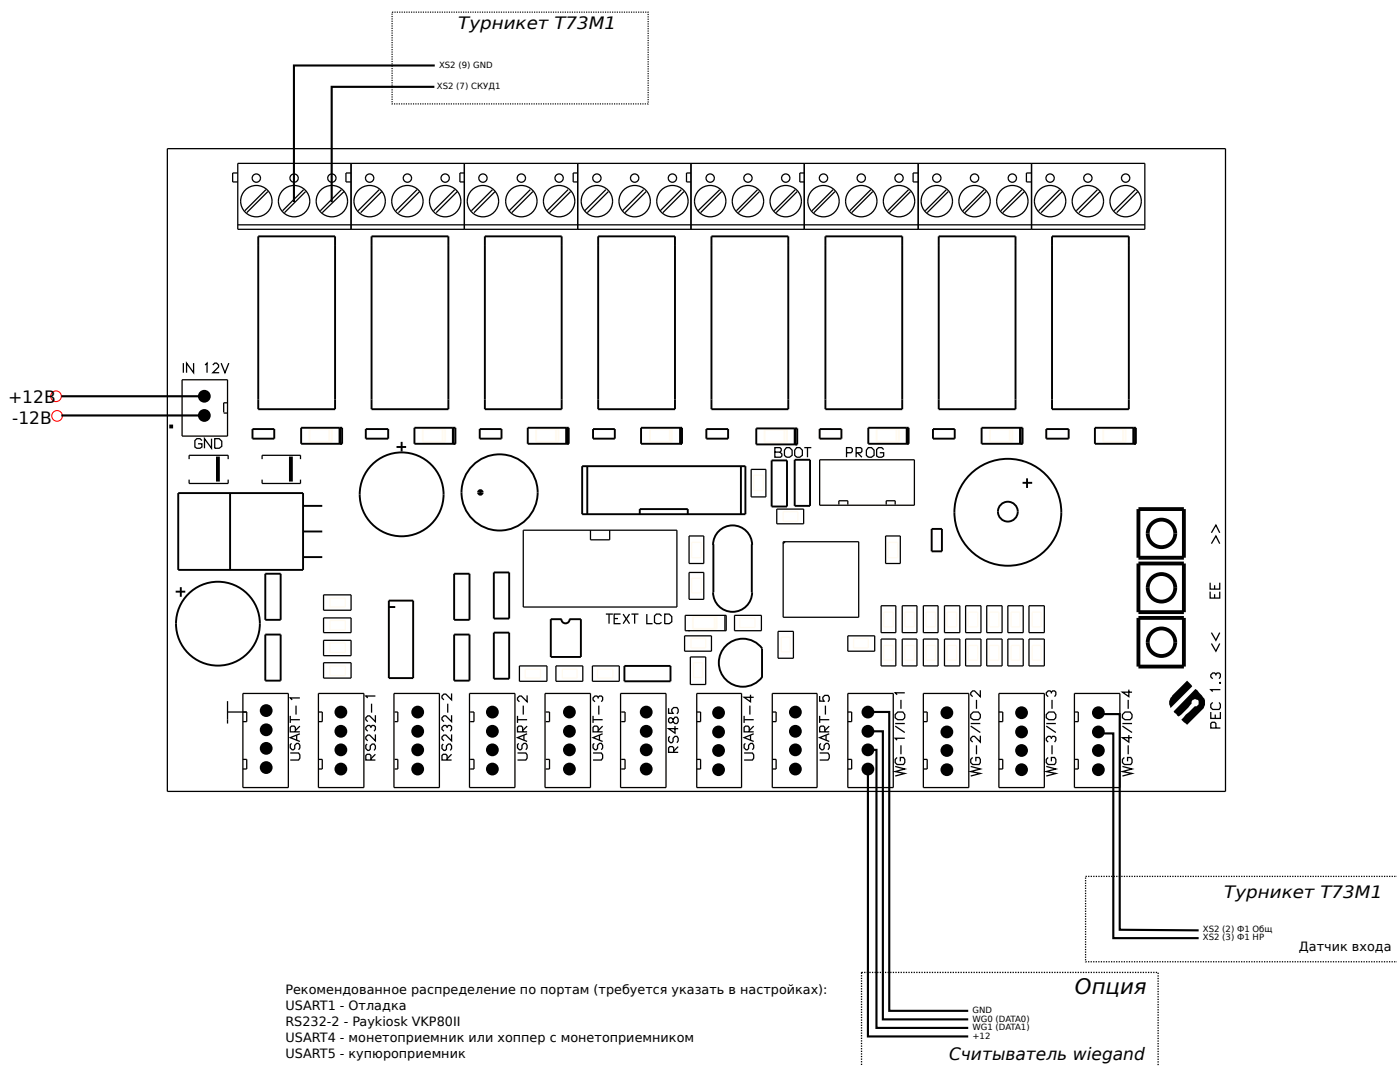 Турникет Т73М1
XS2 (9) GND
XS2 (7) СКУД1
IN 12V
+12В
-12В
GND
+
BOOT
PROG
+
+
TEXT LCD
>>
EE
<<
PEC 1.3
USART-1
RS232-1
RS232-2
USART-2
USART-3
RS485
USART-4
USART-5
WG-1/IO-1
WG-2/IO-2
WG-3/IO-3
WG-4/IO-4
Турникет Т73М1
XS2 (2) Ф1 Общ
XS2 (3) Ф1 НР
Датчик входа
Опция
GND
WG0 (DATA0)
WG1 (DATA1)
+12
Считыватель wiegand
Рекомендованное распределение по портам (требуется указать в настройках):
USART1 - Отладка
RS232-2 - Paykiosk VKP80II
USART4 - монетоприемник или хоппер с монетоприемником
USART5 - купюроприемник